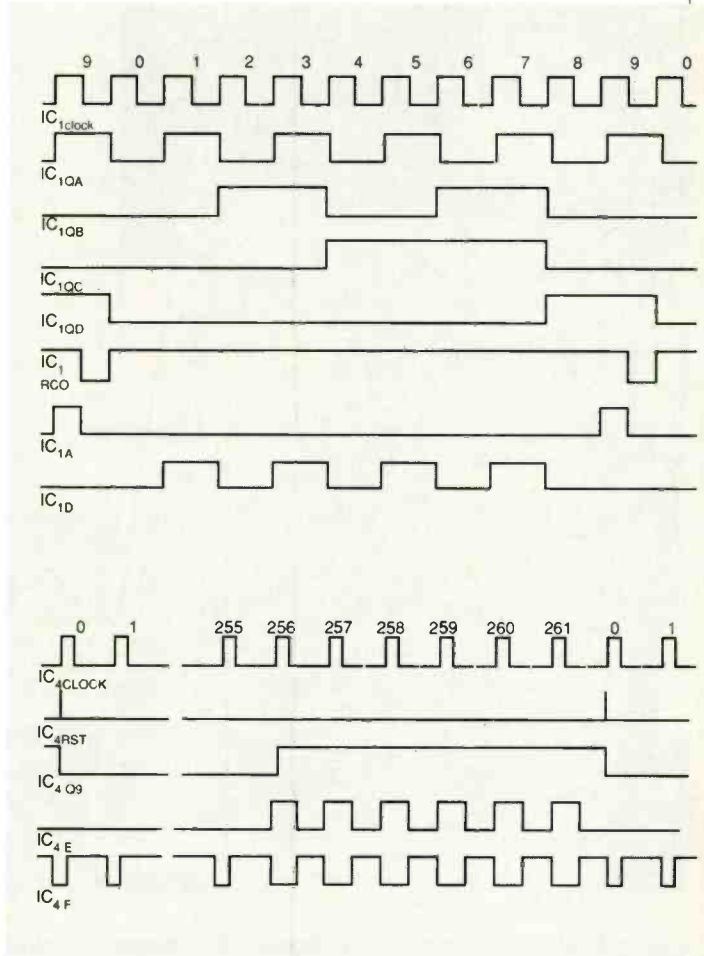 9 0 1 2 3 4 5 6 7 8 9 0
IC1clock
IC1QA
IC1QB
IC1QC
IC1QD
IC1
RCO
IC1A
IC1D
0 1 255 256 257 258 259 260 261 0 1
IC4CLOCK
IC4RST
IC4 Q9
IC4 E
IC4 F